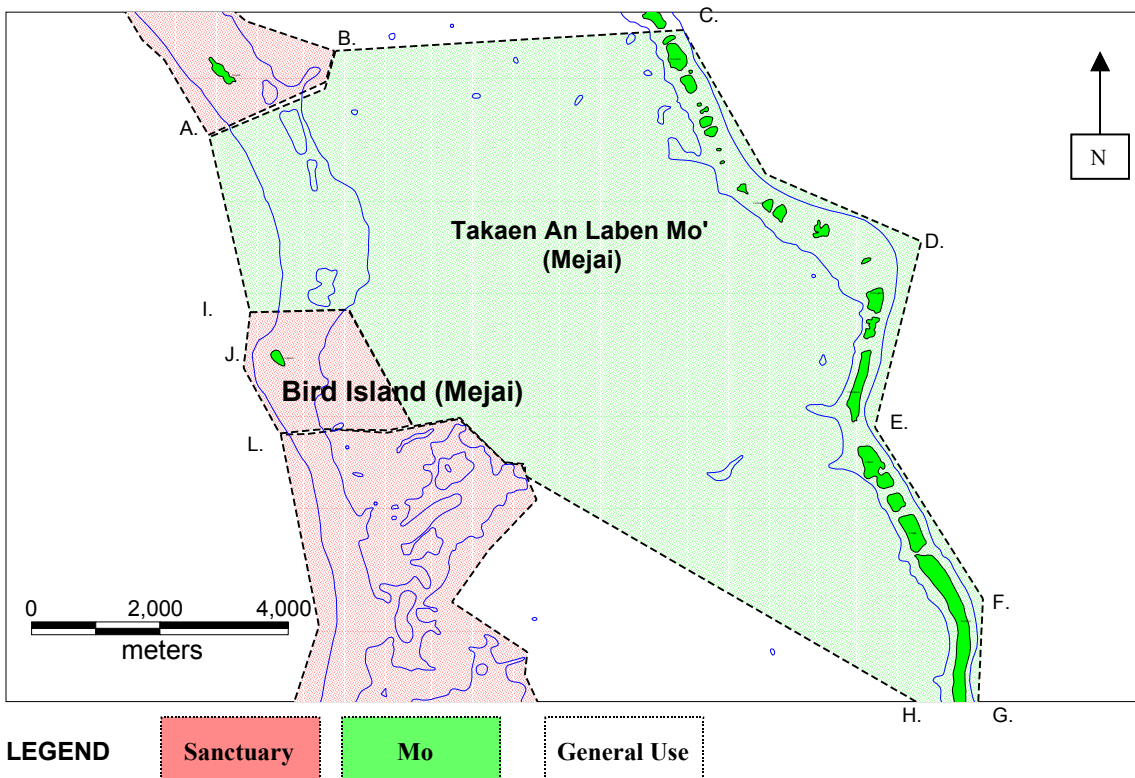 C.
B.
A.
N
Takaen An Laben Mo'
(Mejai)
D.
I.
J.
Bird Island (Mejai)
E.
L.
0 2,000 4,000
meters
F.
H.
G.
LEGEND Sanctuary Mo General Use